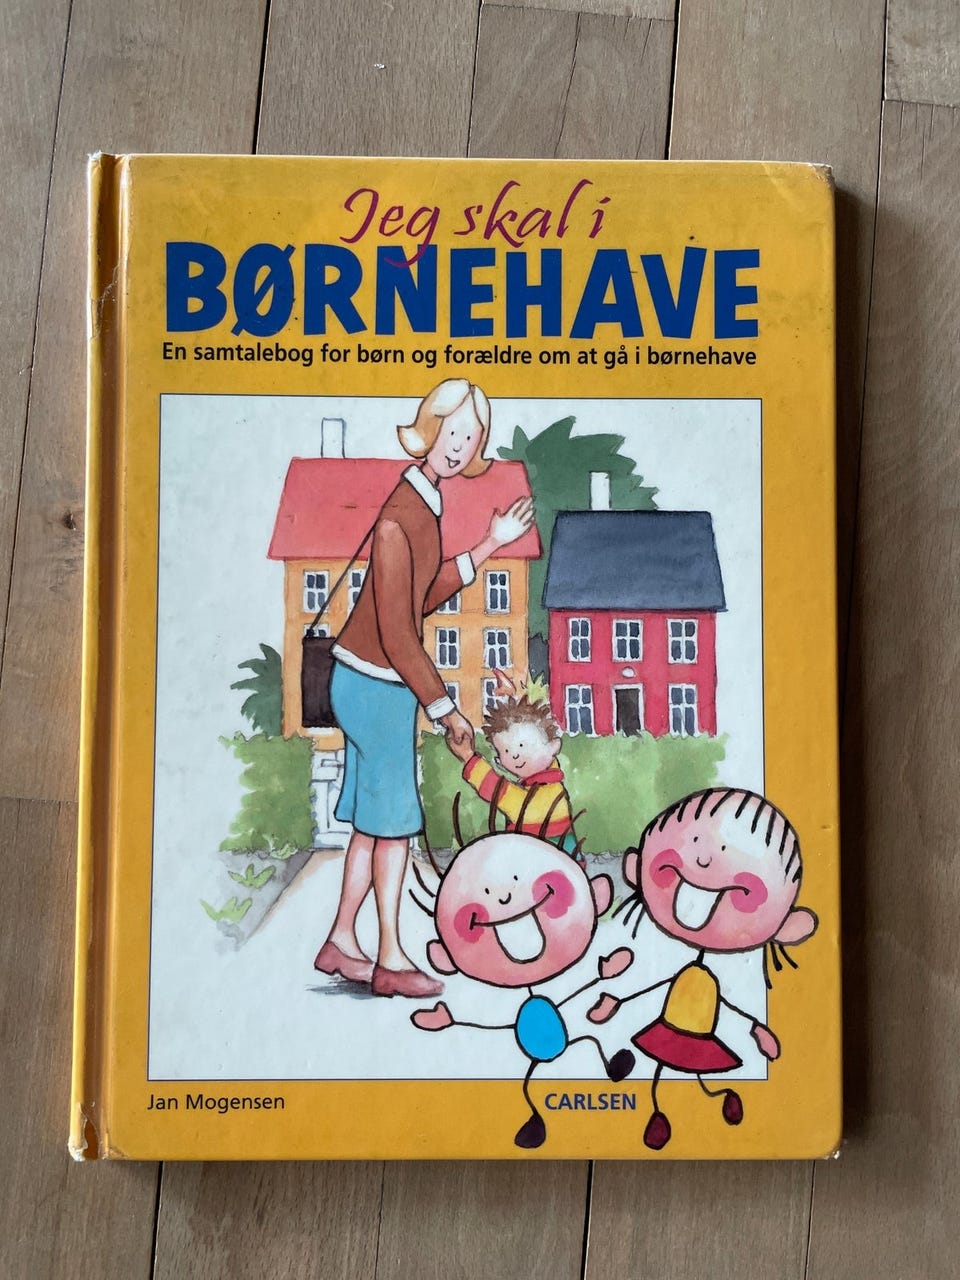 Jeg skal i
BØRNEHAVE
En samtalebog for børn og forældre om at gå i børnehave
Jan Mogensen
CARLSEN